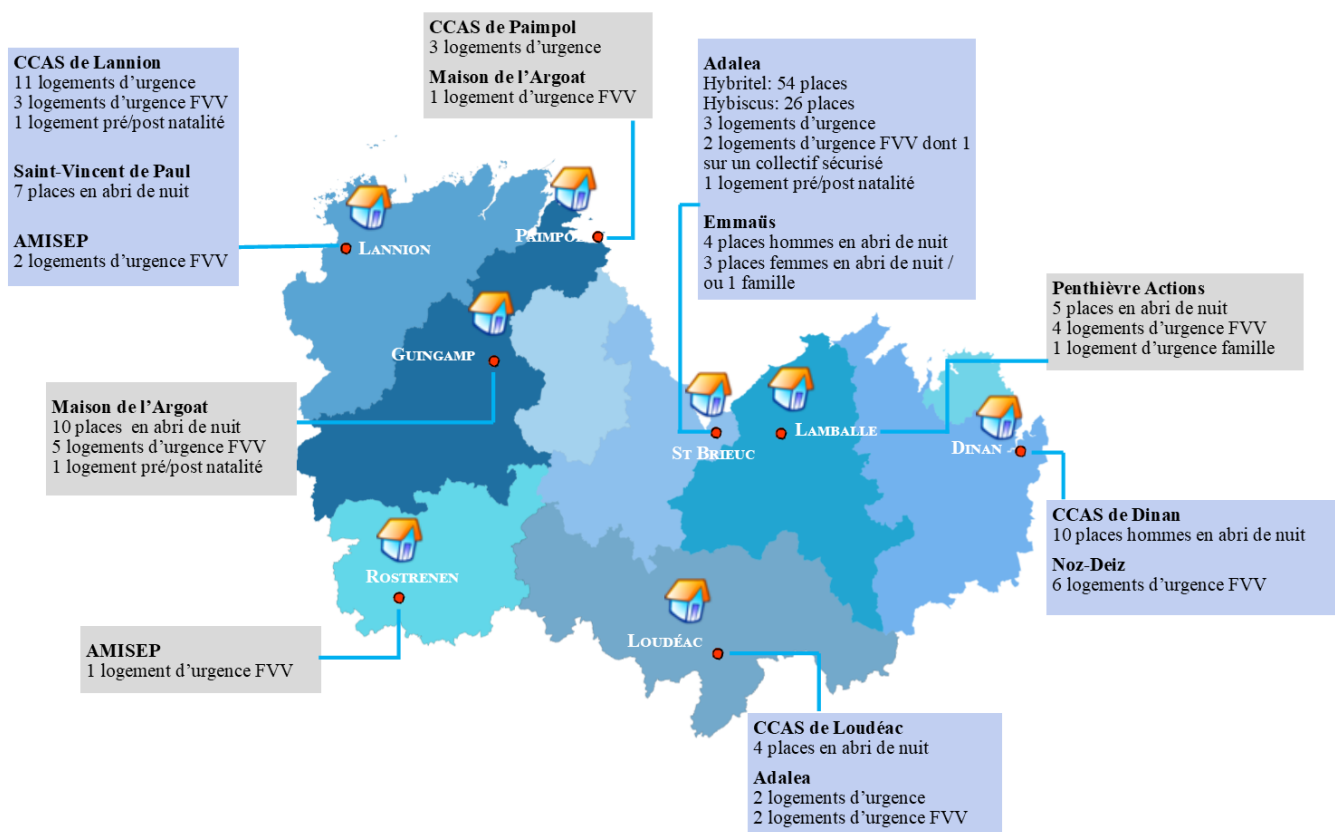 CCAS de Lannion
11 logements d'urgence
3 logements d'urgence FVV
1 logement pré/post natalité
Saint-Vincent de Paul
7 places en abri de nuit
AMISEP
2 logements d'urgence FVV
CCAS de Paimpol
3 logements d'urgence
Maison de l'Argoat
1 logement d'urgence FVV
Adalea
Hybritel: 54 places
Hybiscus: 26 places
3 logements d'urgence
2 logements d'urgence FVV dont 1
sur un collectif sécurisé
1 logement pré/post natalité
Emmaüs
4 places hommes en abri de nuit
3 places femmes en abri de nuit /
ou 1 famille
Penthièvre Actions
5 places en abri de nuit
4 logements d'urgence FVV
1 logement d'urgence famille
LANNION
PAIMPOL
GUINGAMP
ST BRIEUC
LAMBALLE
DINAN
ROSTRENEN
LOUDÉAC
Maison de l'Argoat
10 places en abri de nuit
5 logements d'urgence FVV
1 logement pré/post natalité
CCAS de Dinan
10 places hommes en abri de nuit
Noz-Deiz
6 logements d'urgence FVV
AMISEP
1 logement d'urgence FVV
CCAS de Loudéac
4 places en abri de nuit
Adalea
2 logements d'urgence
2 logements d'urgence FVV